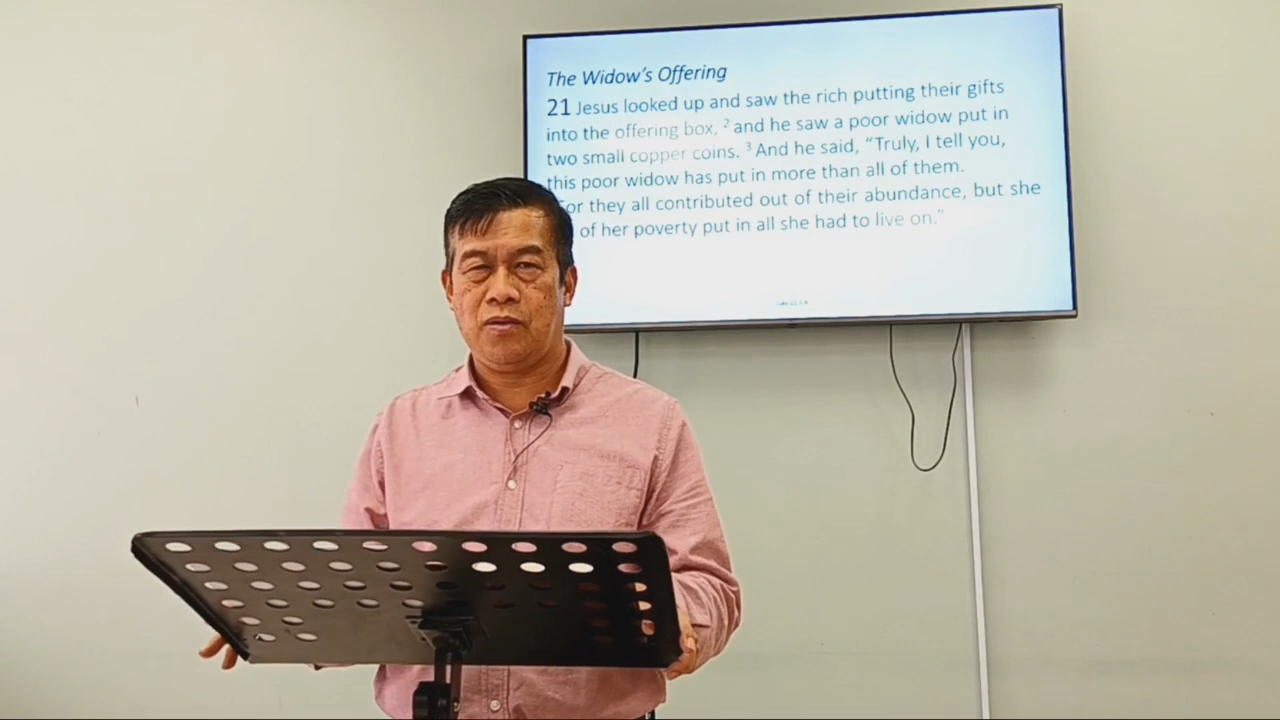 The Widow's Offering
21 Jesus looked up and saw the rich putting their gifts
into the offering box, 2 and he saw a poor widow put in
two small copper coins. 3 And he said, “Truly, I tell you,
this poor widow has put in more than all of them.
For they all contributed out of their abundance, but she
of her poverty put in all she had to live on.”